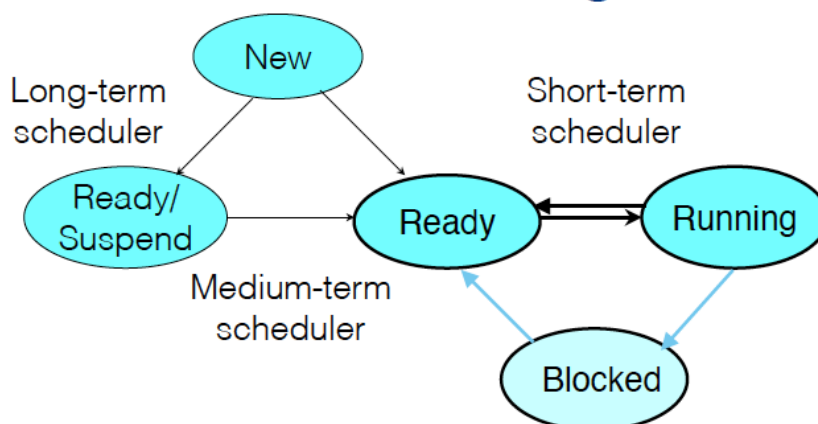 New
Long-term
scheduler
Short-term
scheduler
Ready/
Suspend
Ready
Running
Medium-term
scheduler
Blocked